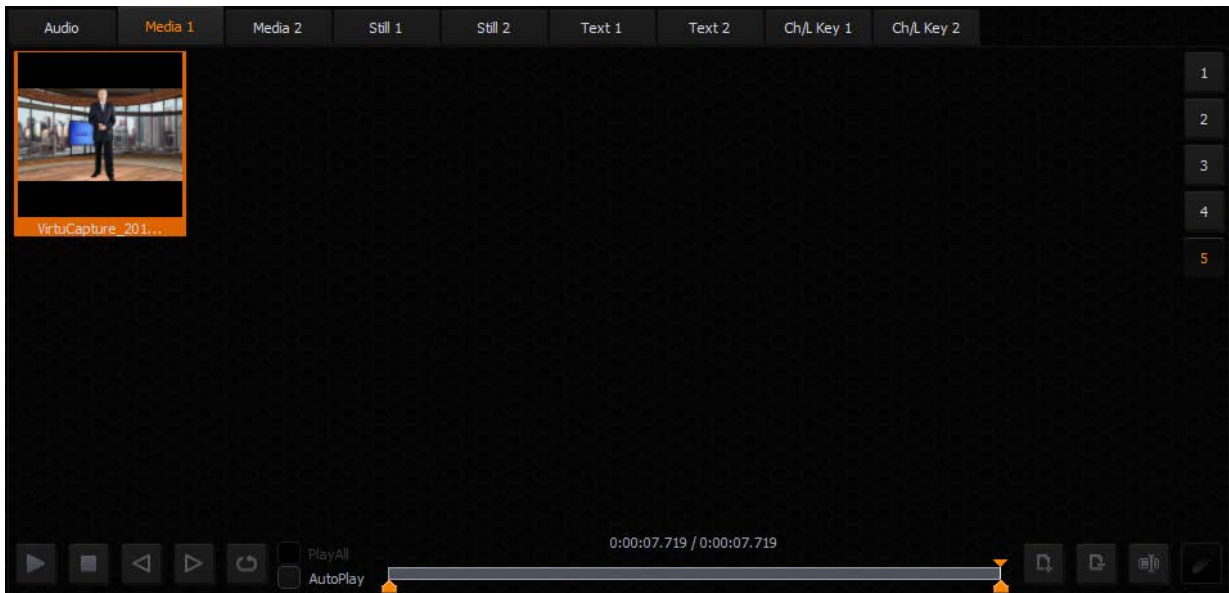 Audio
Media 1
Media 2
Still 1
Still 2
Text 1
Text 2
Ch/L Key 1
Ch/L Key 2
1
2
3
4
5
VirtuCapture_201...
0:00:07.719 / 0:00:07.719
PlayAll
AutoPlay